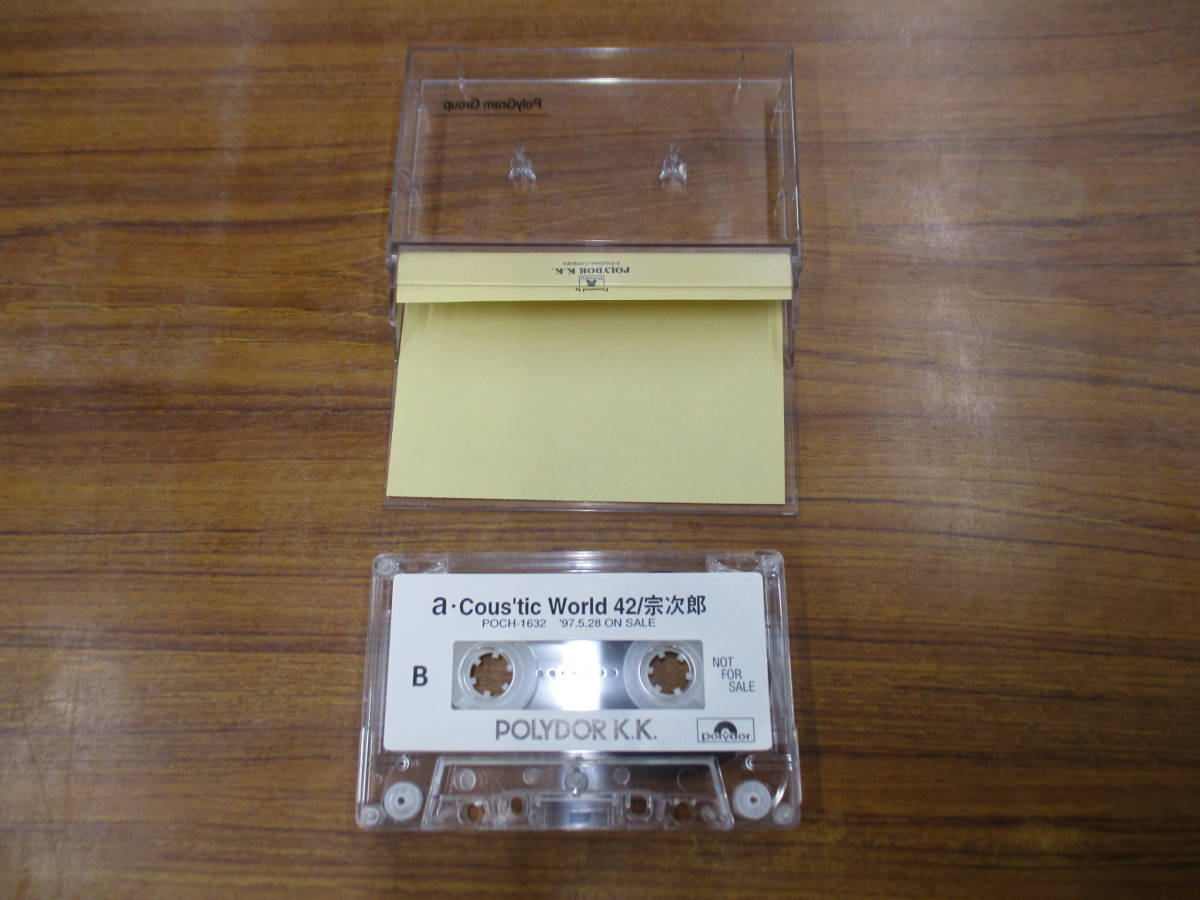 PolyGram Group
A PolyGram Company
POLYDOR K.K.
Promoted by
a・Cous'tic World 42/宗次郎
POCH-1632 '97.5.28 ON SALE
B
NOT
FOR
SALE
POLYDOR K.K.
polydor